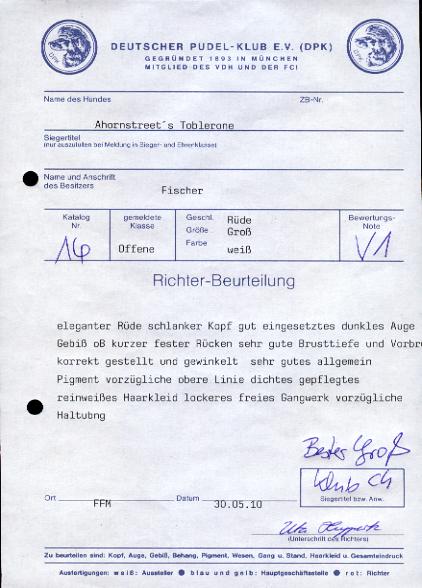 DEUTSCHER PUDEL-KLUB E.V. (DPK)
GEGRÜNDET 1893 IN MÜNCHEN
MITGLIED DES VDH UND DER FCI
Name des Hundes ZB-Nr.
Ahornstreet´s Toblerone
Siegertitel
(nur auszufüllen bei Meldung in Sieger- und Ehrenklasse)
Name und Anschrift
des Besitzers
Fischer
Katalog Nr. 16
gemeldete Klasse Offene
Geschl. Rüde
Größe Groß
Farbe weiß
Bewertungs-Note V1
Richter-Beurteilung
eleganter Rüde schlanker Kopf gut eingesetztes dunkles Auge
Gebiß oB kurzer fester Rücken sehr gute Brusttiefe und Vorbr
korrekt gestellt und gewinkelt sehr gutes allgemein
Pigment vorzügliche obere Linie dichtes gepflegtes
reinweißes Haarkleid lockeres freies Gangwerk vorzügliche
Haltubng
Bester Groß
Klub Ch
Siegertitel bzw. Anw.
Ort FFM Datum 30.05.10
(Unterschrift des Richters)
Zu beurteilen sind: Kopf, Auge, Gebiß, Behang, Pigment, Wesen, Gang u. Stand, Haarkleid u. Gesamteindruck
Ausfertigungen: weiß: Aussteller ● blau und gelb: Hauptgeschäftsstelle ● rot: Richter